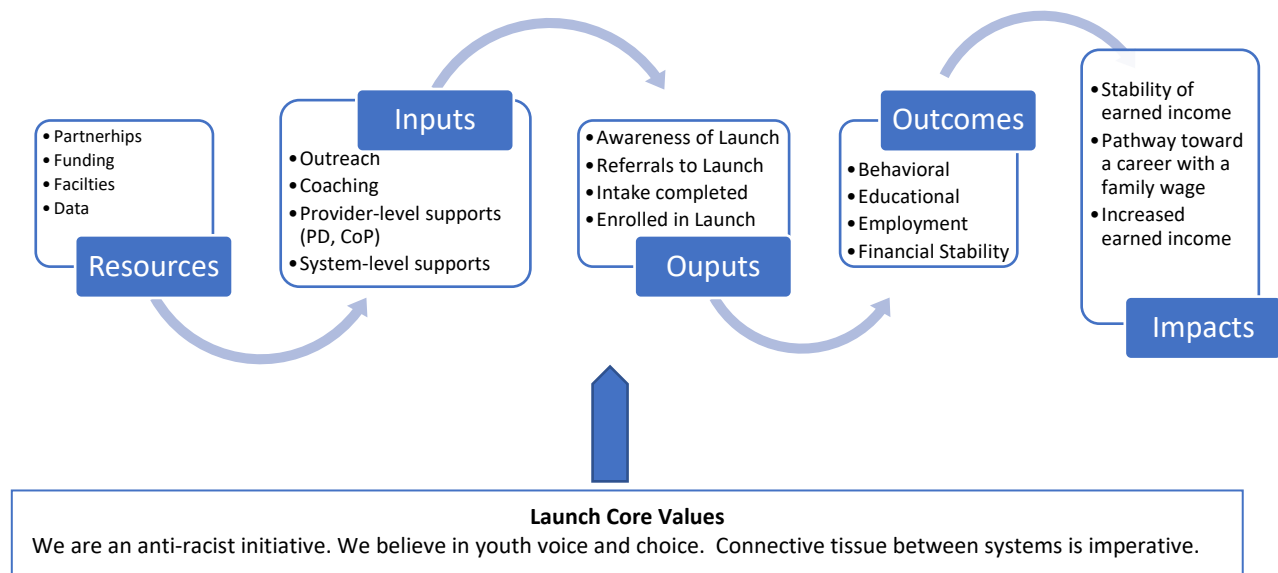 • Partnerhips
• Funding
• Facilties
• Data
Resources
Inputs
• Outreach
• Coaching
• Provider-level supports
(PD, CoP)
• System-level supports
• Awareness of Launch
• Referrals to Launch
• Intake completed
• Enrolled in Launch
Ouputs
Outcomes
• Behavioral
• Educational
• Employment
• Financial Stability
• Stability of
earned income
• Pathway toward
a career with a
family wage
• Increased
earned income
Impacts
Launch Core Values
We are an anti-racist initiative. We believe in youth voice and choice.  Connective tissue between systems is imperative.